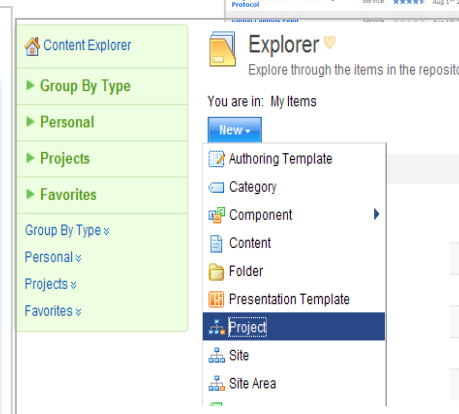 Protocol
Service
Content Explorer
Group By Type
Personal
Projects
Favorites
Group By Type
Personal
Projects
Favorites
Explorer
Explore through the items in the reposito
You are in: My Items
New
Authoring Template
Category
Component
Content
Folder
Presentation Template
Project
Site
Site Area